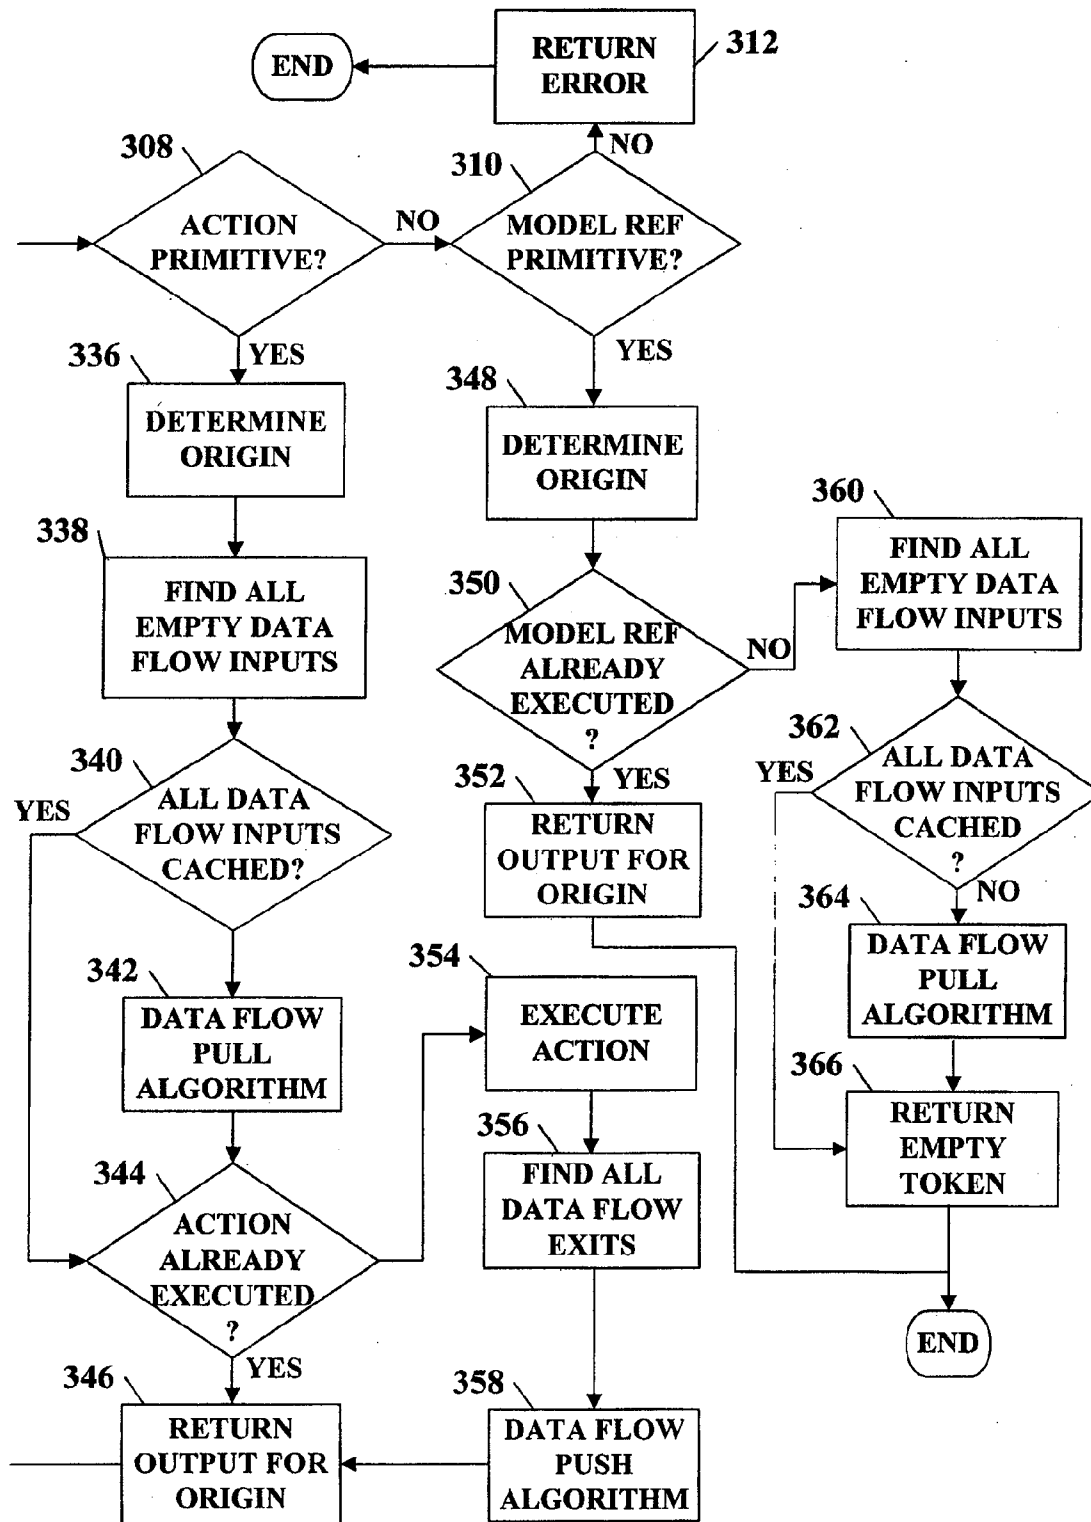 END
RETURN
ERROR
312
308
ACTION
PRIMITIVE?
NO
310
NO
MODEL REF
PRIMITIVE?
YES
336
DETERMINE
ORIGIN
YES
348
DETERMINE
ORIGIN
338
FIND ALL
EMPTY DATA
FLOW INPUTS
350
MODEL REF
ALREADY
EXECUTED
?
NO
360
FIND ALL
EMPTY DATA
FLOW INPUTS
340
YES
ALL DATA
FLOW INPUTS
CACHED?
352
YES
RETURN
OUTPUT FOR
ORIGIN
362
YES
ALL DATA
FLOW INPUTS
CACHED
?
NO
342
DATA FLOW
PULL
ALGORITHM
354
EXECUTE
ACTION
364
DATA FLOW
PULL
ALGORITHM
344
ACTION
ALREADY
EXECUTED
?
YES
356
FIND ALL
DATA FLOW
EXITS
366
RETURN
EMPTY
TOKEN
END
346
RETURN
OUTPUT FOR
ORIGIN
358
DATA FLOW
PUSH
ALGORITHM